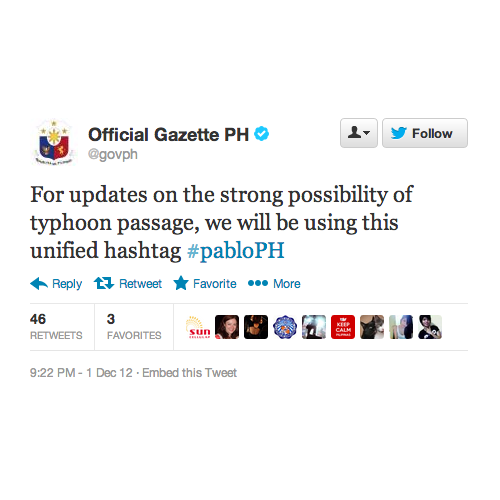 Official Gazette PH
@govph
Follow
For updates on the strong possibility of
typhoon passage, we will be using this
unified hashtag #pabloPH
Reply Retweet Favorite More
46 3
RETWEETS FAVORITES
sun
KEEP
CALM
9:22 PM - 1 Dec 12 · Embed this Tweet